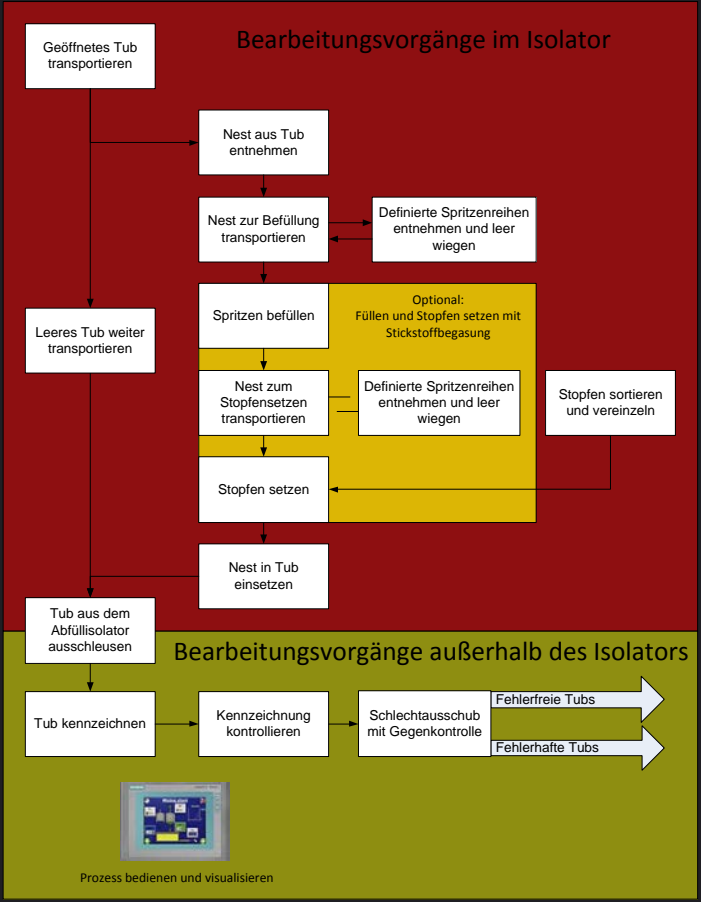 Bearbeitungsvorgänge im Isolator
Geöffnetes Tub
transportieren
Nest aus Tub
entnehmen
Nest zur Befüllung
transportieren
Definierte Spritzenreihen
entnehmen und leer
wiegen
Leeres Tub weiter
transportieren
Spritzen befüllen
Optional:
Füllen und Stopfen setzen mit
Stickstoffbegasung
Nest zum
Stopfensetzen
transportieren
Definierte Spritzenreihen
entnehmen und leer
wiegen
Stopfen sortieren
und vereinzeln
Stopfen setzen
Nest in Tub
einsetzen
Tub aus dem
Abfüllisolator
ausschleusen
Bearbeitungsvorgänge außerhalb des Isolators
Tub kennzeichnen
Kennzeichnung
kontrollieren
Schlechtausschub
mit Gegenkontrolle
Fehlerfreie Tubs
Fehlerhafte Tubs
Prozess bedienen und visualisieren